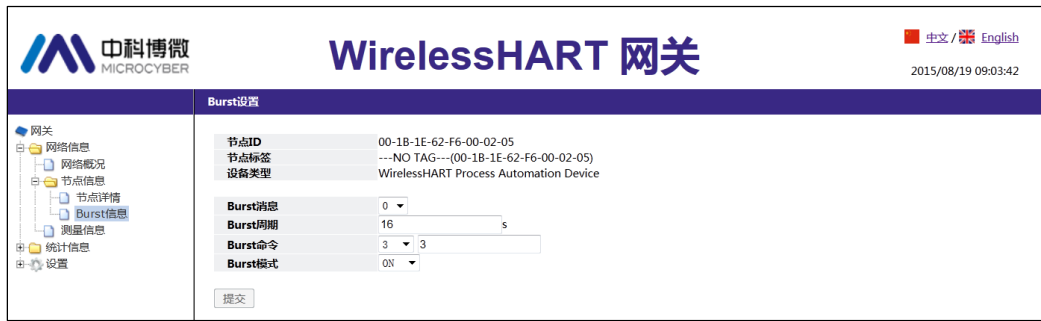 中科博微
MICROCYBER
WirelessHART 网关
中文 / English
2015/08/19 09:03:42
Burst设置
网关
网络信息
网络概况
节点信息
节点详情
Burst信息
测量信息
统计信息
设置
节点ID 00-1B-1E-62-F6-00-02-05
节点标签 ---NO TAG---(00-1B-1E-62-F6-00-02-05)
设备类型 WirelessHART Process Automation Device
Burst消息 0
Burst周期 16 s
Burst命令 3 3
Burst模式 ON
提交